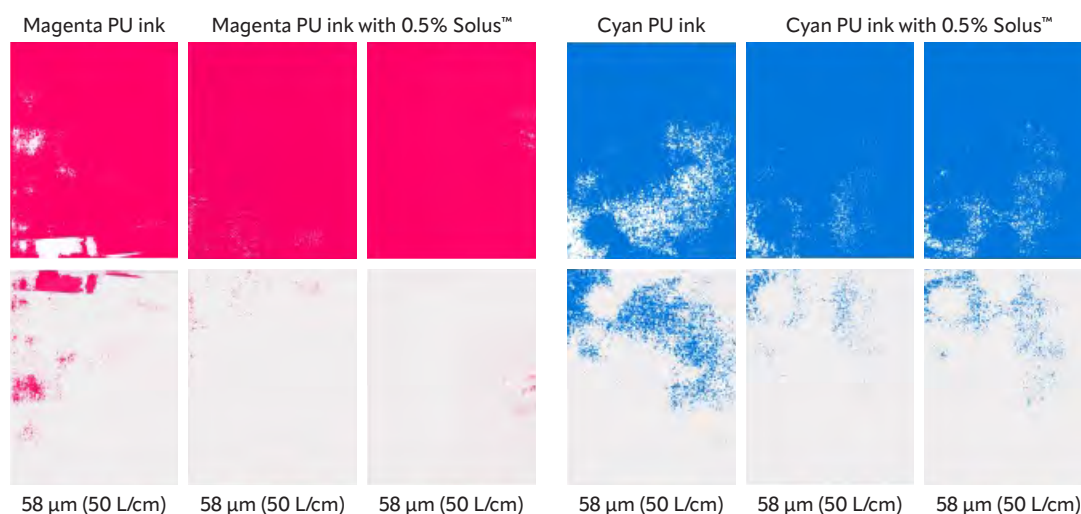 Magenta PU ink
Magenta PU ink with 0.5% Solus™
Cyan PU ink
Cyan PU ink with 0.5% Solus™
58 µm (50 L/cm)
58 µm (50 L/cm)
58 µm (50 L/cm)
58 µm (50 L/cm)
58 µm (50 L/cm)
58 µm (50 L/cm)